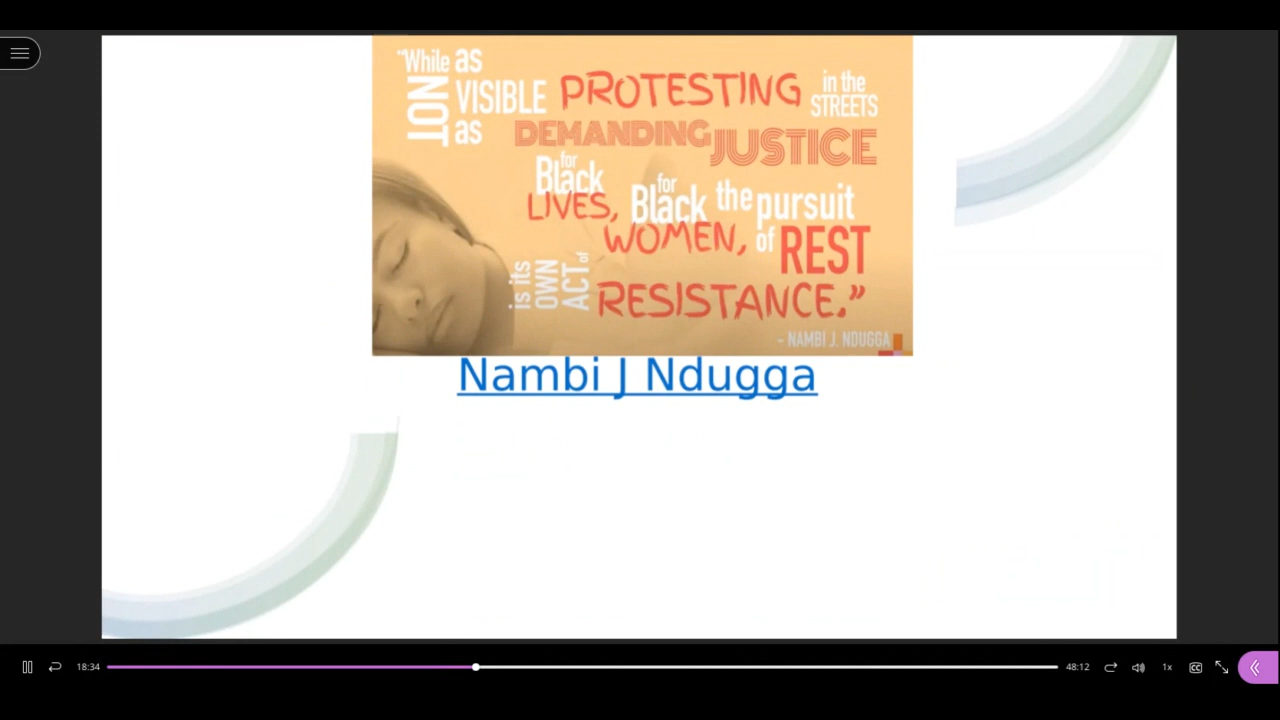 “While as
NOT VISIBLE PROTESTING in the
as STREETS
DEMANDING JUSTICE
for Black
LIVES, for Black the pursuit
WOMEN, of REST
is its OWN ACT of RESISTANCE.”
- NAMBI J. NDUGGA
Nambi J Ndugga
18:34 48:12 1x CC